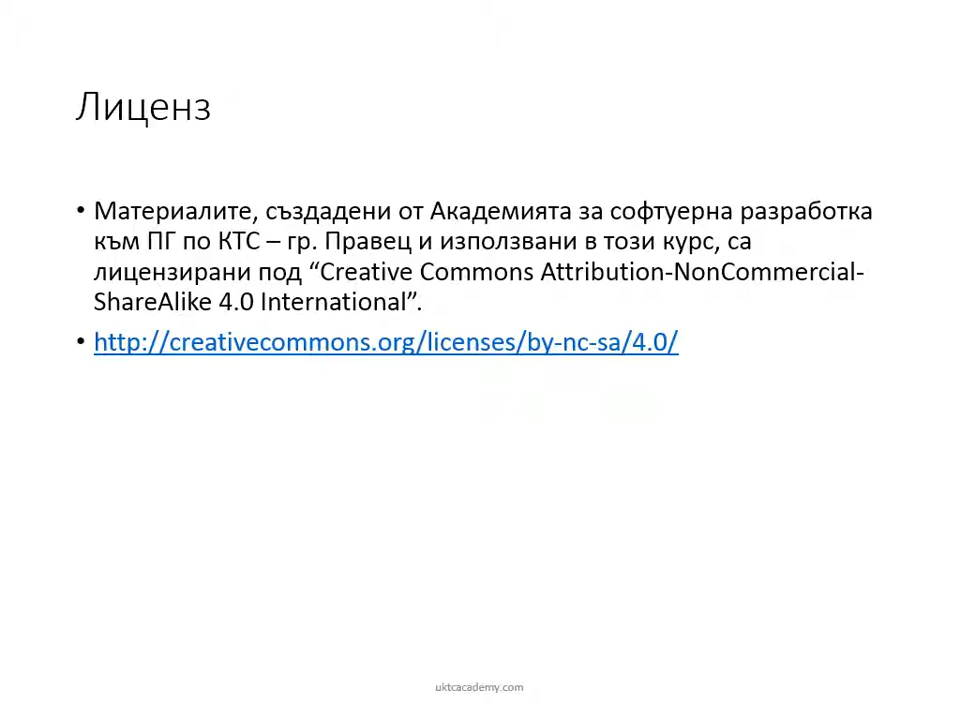 Лиценз
• Материалите, създадени от Академията за софтуерна разработка
към ПГ по КТС – гр. Правец и използвани в този курс, са
лицензирани под “Creative Commons Attribution-NonCommercial-
ShareAlike 4.0 International”.
• http://creativecommons.org/licenses/by-nc-sa/4.0/
uktcacademy.com